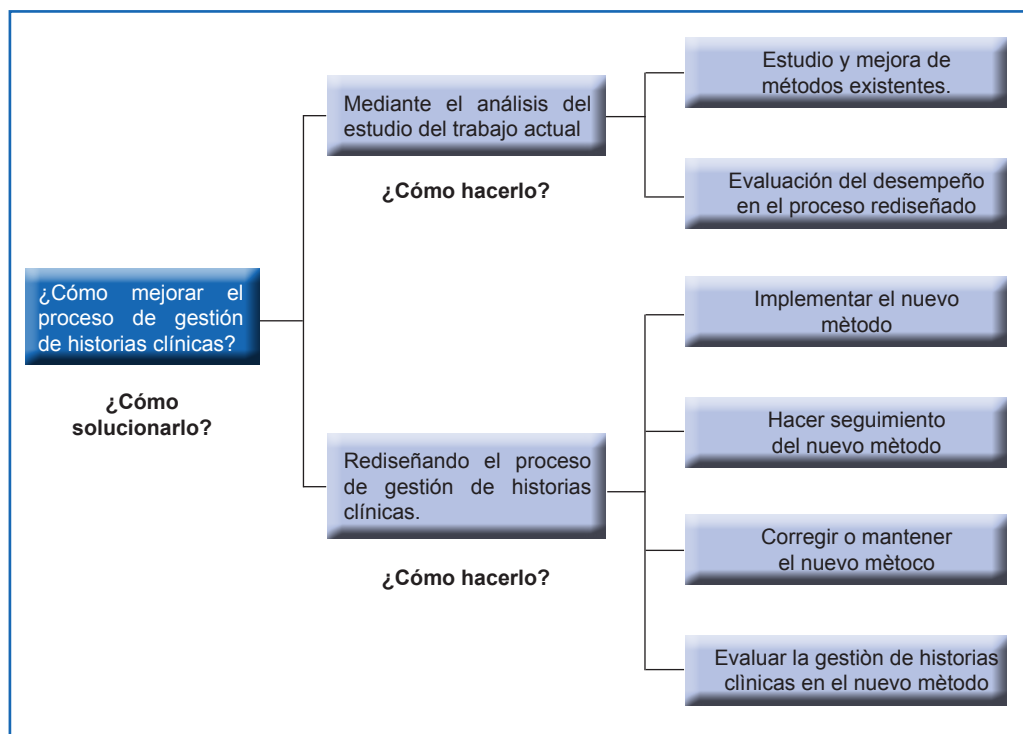 ¿Cómo mejorar el
proceso de gestión
de historias clínicas?
¿Cómo
solucionarlo?
Mediante el análisis del
estudio del trabajo actual
¿Cómo hacerlo?
Estudio y mejora de
métodos existentes.
Evaluación del desempeño
en el proceso rediseñado
Rediseñando el proceso
de gestión de historias
clínicas.
¿Cómo hacerlo?
Implementar el nuevo
mètodo
Hacer seguimiento
del nuevo mètodo
Corregir o mantener
el nuevo mètoco
Evaluar la gestiòn de historias
clìnicas en el nuevo mètodo